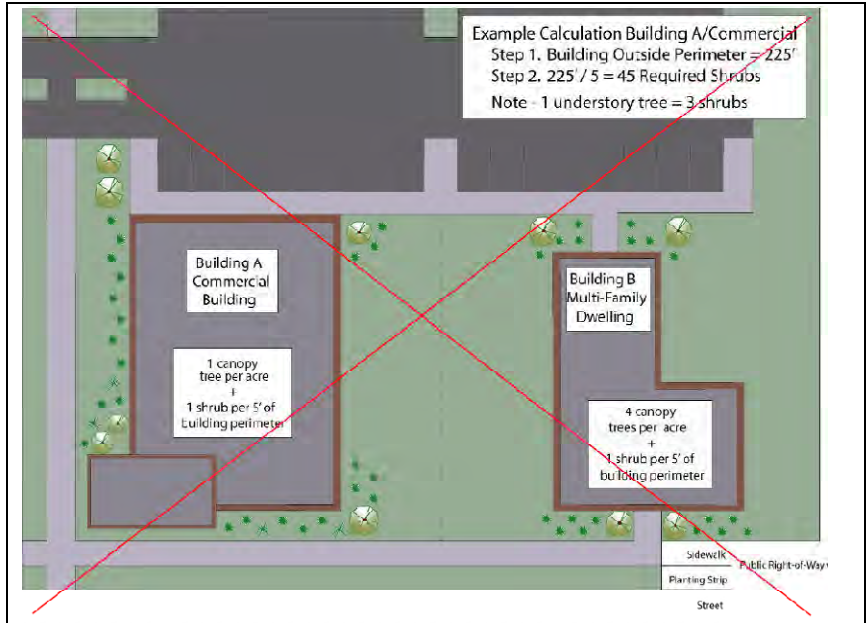 Example Calculation Building A/Commercial
Step 1. Building Outside Perimeter = 225'
Step 2. 225' / 5 = 45 Required Shrubs
Note - 1 understory tree = 3 shrubs
Building A
Commercial
Building
1 canopy
tree per acre
+
1 shrub per 5' of
building perimeter
Building B
Multi-Family
Dwelling
4 canopy
trees per acre
+
1 shrub per 5' of
building perimeter
Sidewalk
Public Right-of-Way
Planting Strip
Street